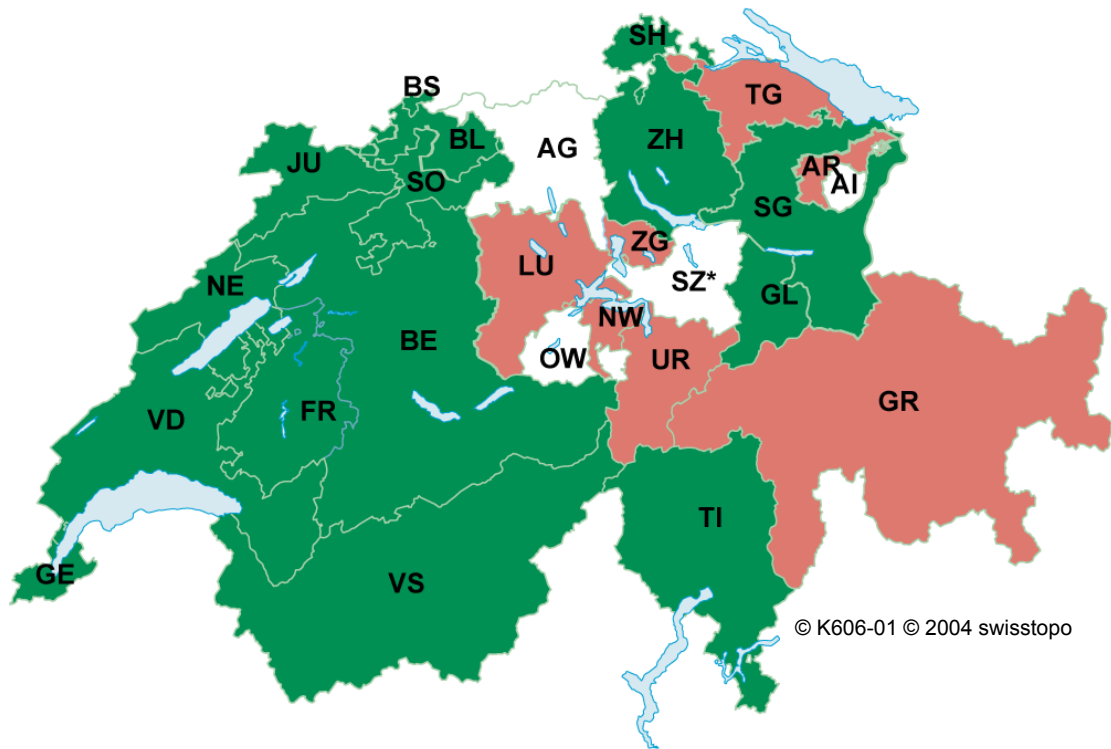 SH
BS
TG
BL
AG
ZH
JU
AR
SO
AI
SG
ZG
LU
SZ*
NE
GL
NW
BE
OW
UR
GR
FR
VD
TI
GE
VS
© K606-01 © 2004 swisstopo